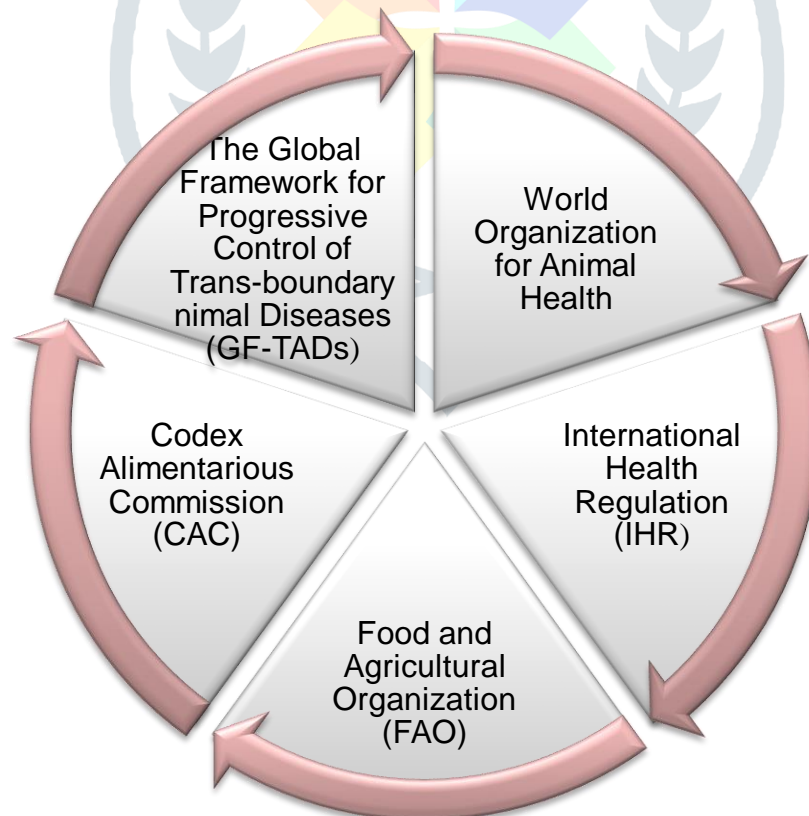 The Global
Framework for
Progressive
Control of
Trans-boundary
nimal Diseases
(GF-TADs)
World
Organization
for Animal
Health
International
Health
Regulation
(IHR)
Food and
Agricultural
Organization
(FAO)
Codex
Alimentarious
Commission
(CAC)